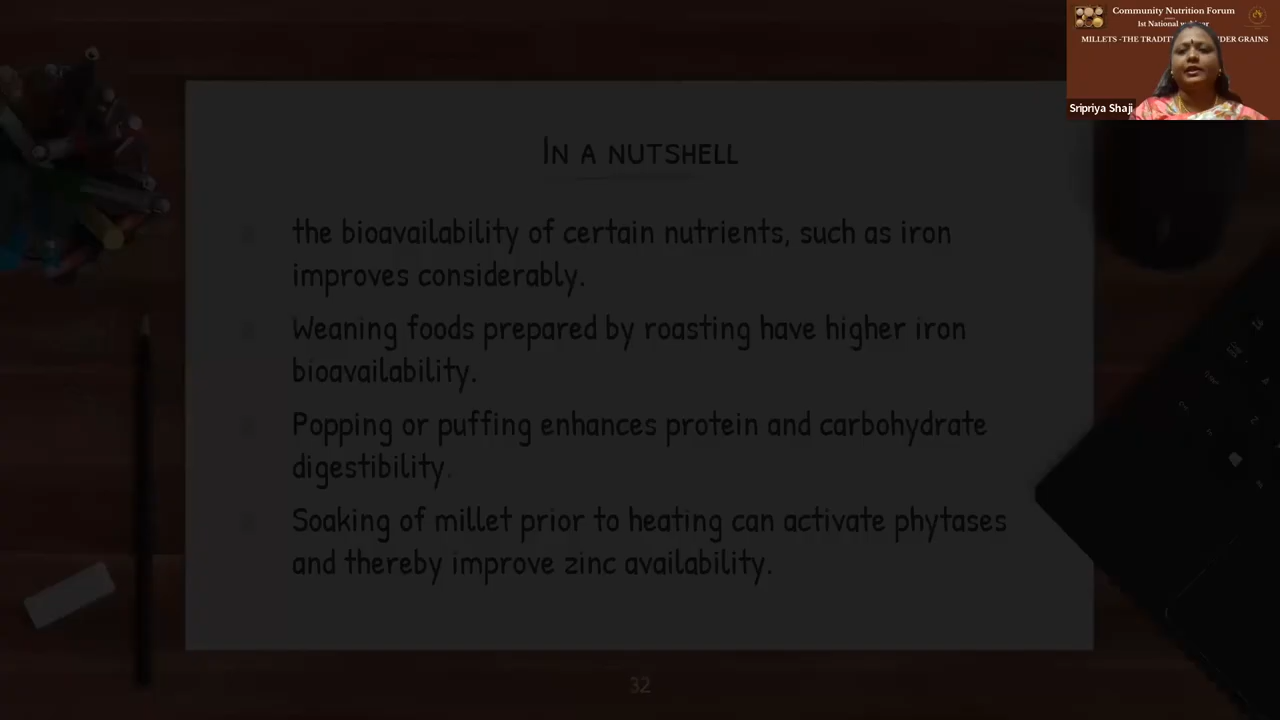 Community Nutrition Forum
1st National
MILLETS -THE GRAINS
Sripriya Shaji
In a nutshell
the bioavailability of certain nutrients, such as iron
improves considerably.
Weaning foods prepared by roasting have higher iron
bioavailability.
Popping or puffing enhances protein and carbohydrate
digestibility.
Soaking of millet prior to heating can activate phytases
and thereby improve zinc availability.
32